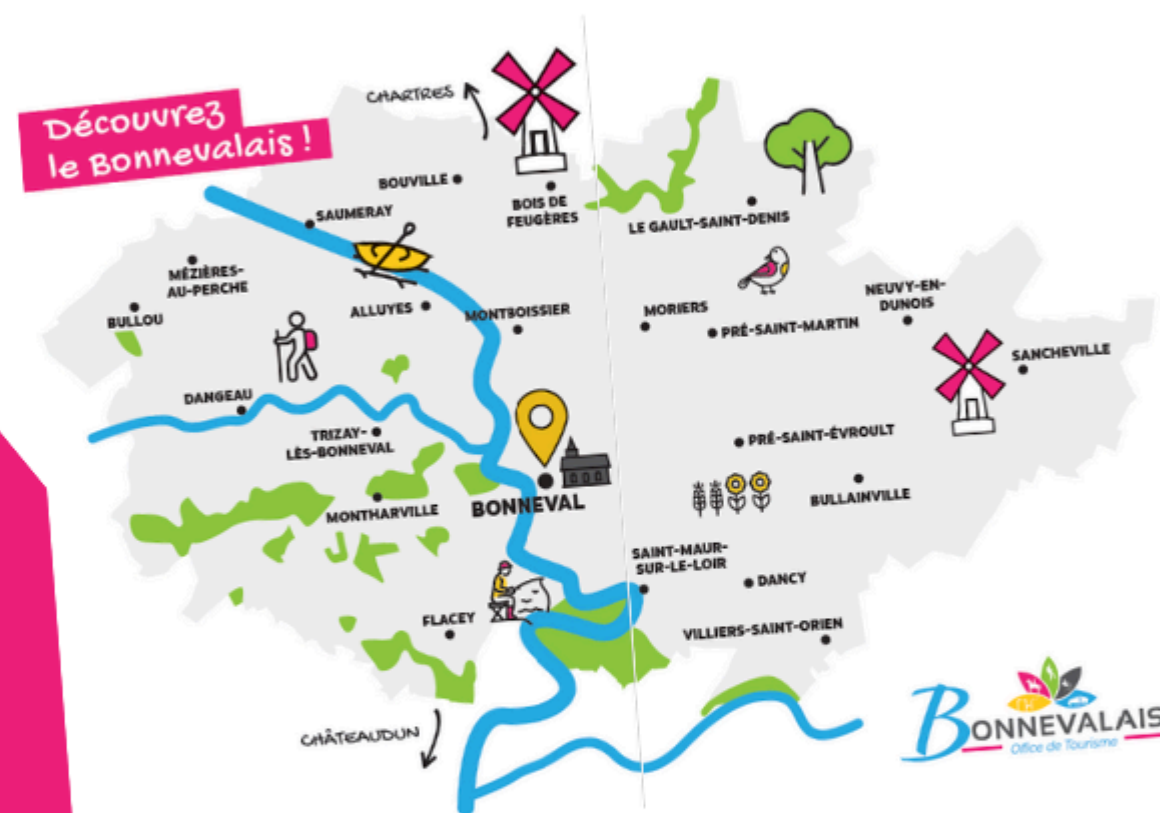 Découvrez
le Bonnevalais !
CHARTRES
BOUVILLE
BOIS DE
FEUGÈRES
SAUMERAY
LE GAULT-SAINT-DENIS
MÉZIÈRES-
AU-PERCHE
BULLOU
ALLUYES
MONTBOISSIER
MORIERS
PRÉ-SAINT-MARTIN
NEUVY-EN-
DUNOIS
SANCHEVILLE
DANGEAU
TRIZAY-
LÈS-BONNEVAL
PRÉ-SAINT-ÉVROULT
BULLAINVILLE
MONTHARVILLE
BONNEVAL
SAINT-MAUR-
SUR-LE-LOIR
DANCY
FLACEY
VILLIERS-SAINT-ORIEN
CHÂTEAUDUN
BONNEVALAIS
Office de Tourisme